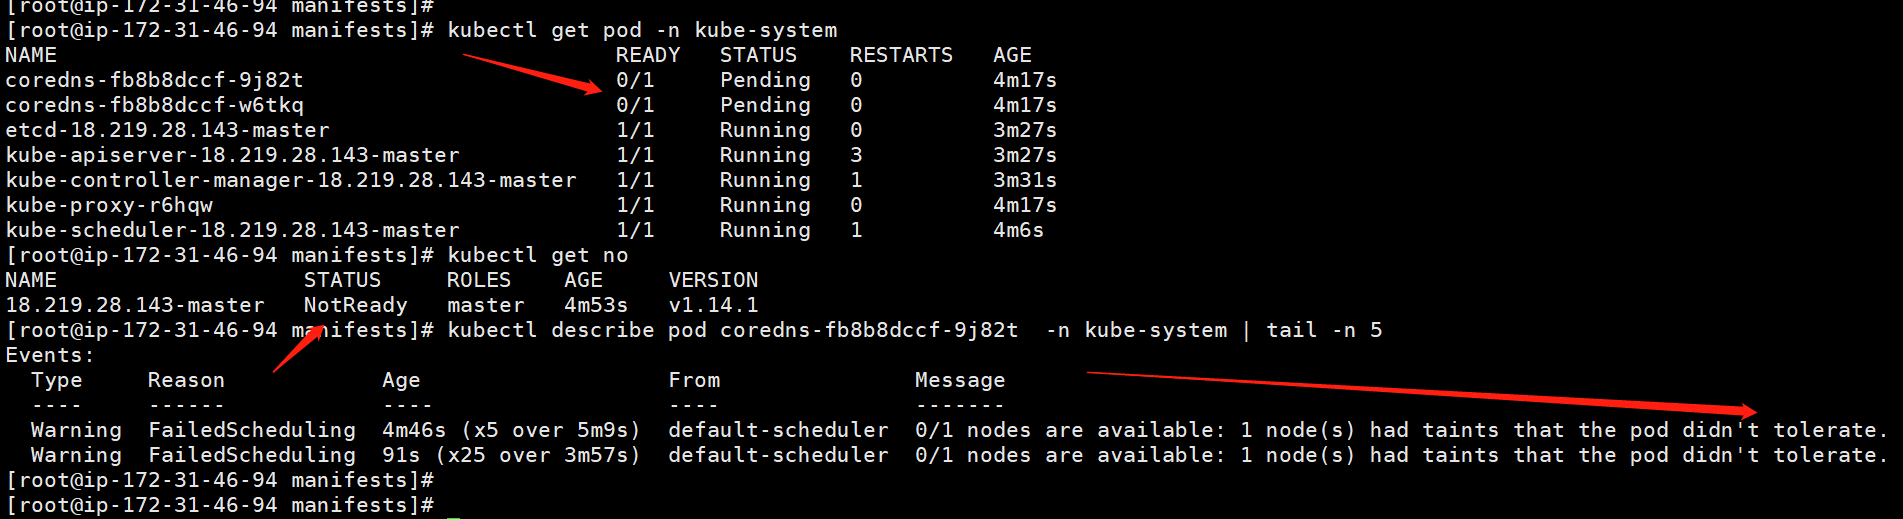 [root@ip-172-31-46-94 manifests]#
[root@ip-172-31-46-94 manifests]# kubectl get pod -n kube-system
NAME READY STATUS RESTARTS AGE
coredns-fb8b8dccf-9j82t 0/1 Pending 0 4m17s
coredns-fb8b8dccf-w6tkq 0/1 Pending 0 4m17s
etcd-18.219.28.143-master 1/1 Running 0 3m27s
kube-apiserver-18.219.28.143-master 1/1 Running 3 3m27s
kube-controller-manager-18.219.28.143-master 1/1 Running 1 3m31s
kube-proxy-r6hqw 1/1 Running 0 4m17s
kube-scheduler-18.219.28.143-master 1/1 Running 1 4m6s
[root@ip-172-31-46-94 manifests]# kubectl get no
NAME STATUS ROLES AGE VERSION
18.219.28.143-master NotReady master 4m53s v1.14.1
[root@ip-172-31-46-94 manifests]# kubectl describe pod coredns-fb8b8dccf-9j82t  -n kube-system | tail -n 5
Events:
Type Reason Age From Message
---- ------ ---- ---- -------
Warning FailedScheduling 4m46s (x5 over 5m9s) default-scheduler 0/1 nodes are available: 1 node(s) had taints that the pod didn't tolerate.
Warning FailedScheduling 91s (x25 over 3m57s) default-scheduler 0/1 nodes are available: 1 node(s) had taints that the pod didn't tolerate.
[root@ip-172-31-46-94 manifests]#
[root@ip-172-31-46-94 manifests]#